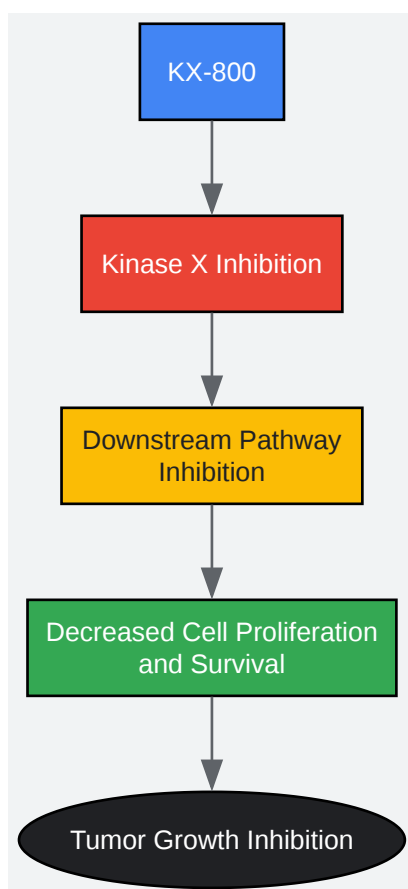 KX-800
Kinase X Inhibition
Downstream Pathway
Inhibition
Decreased Cell Proliferation
and Survival
Tumor Growth Inhibition